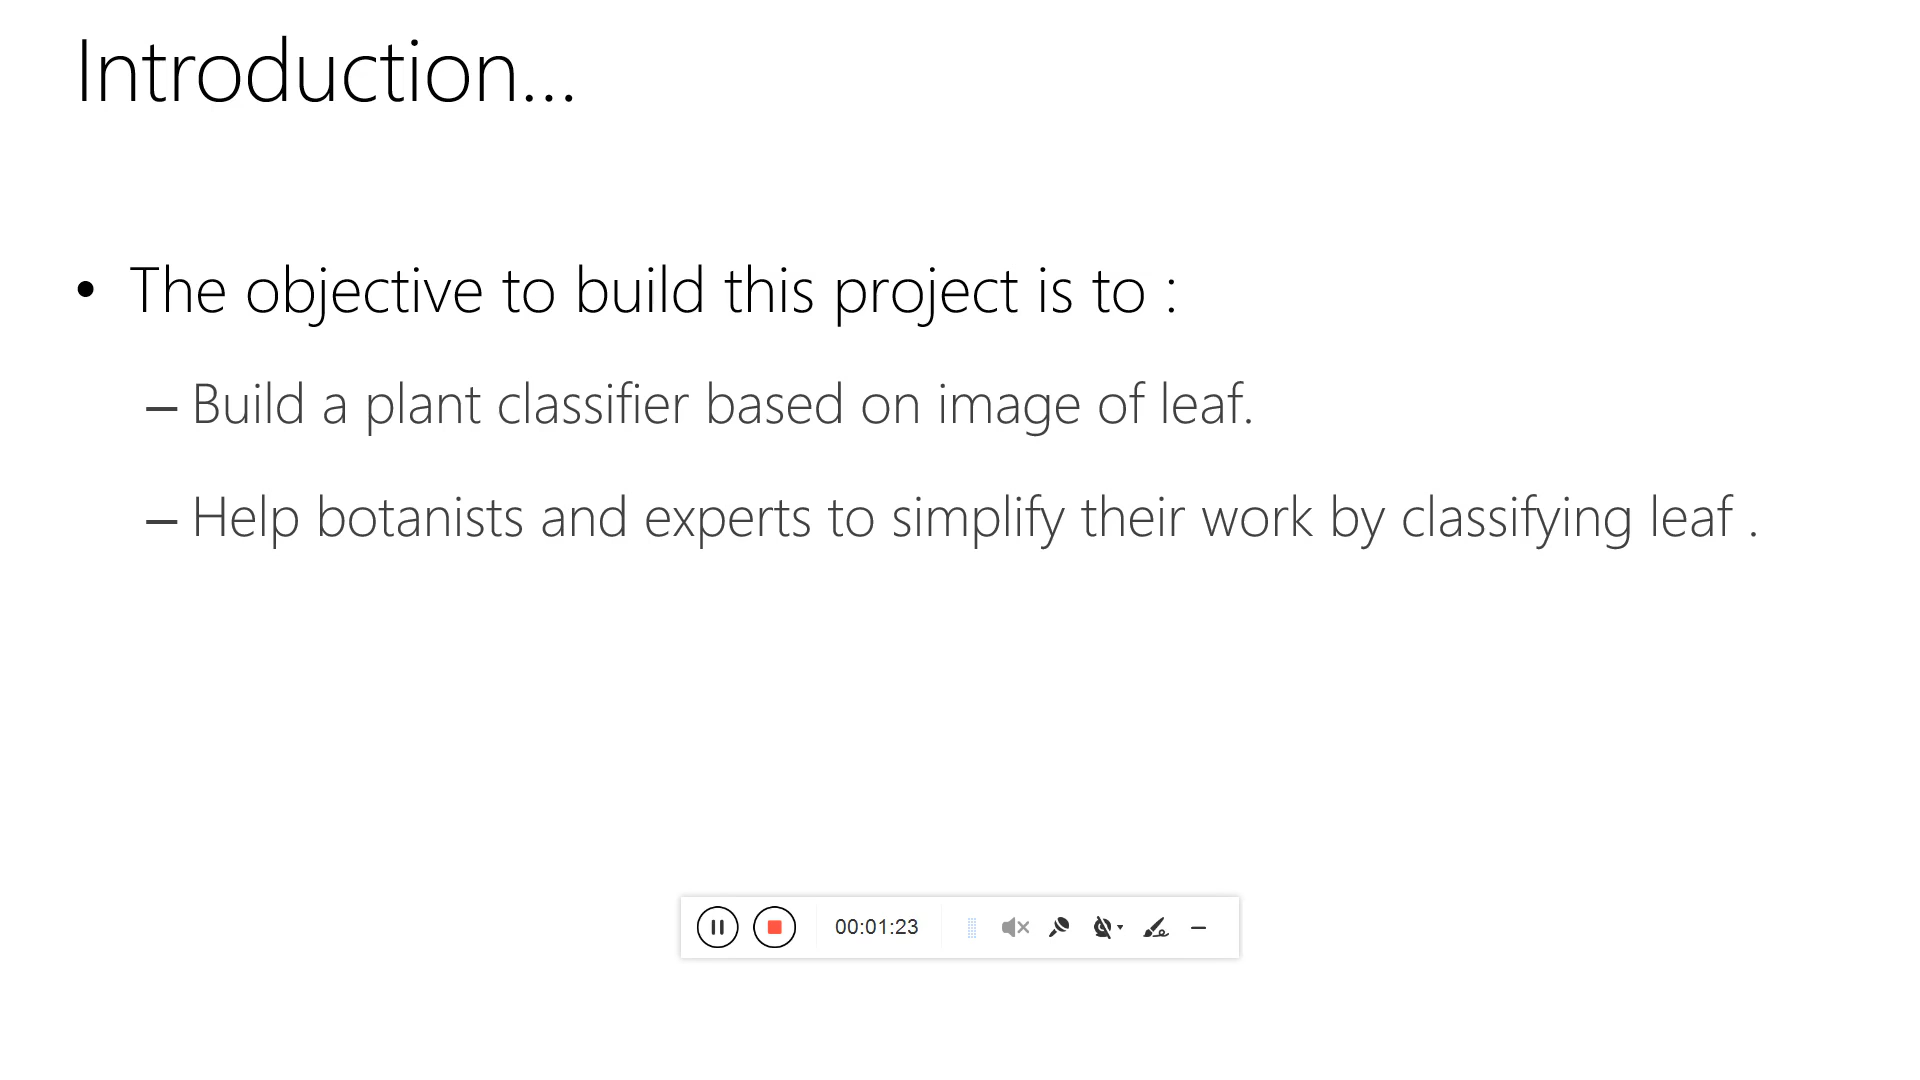 Introduction...
• The objective to build this project is to :
– Build a plant classifier based on image of leaf.
– Help botanists and experts to simplify their work by classifying leaf .
00:01:23